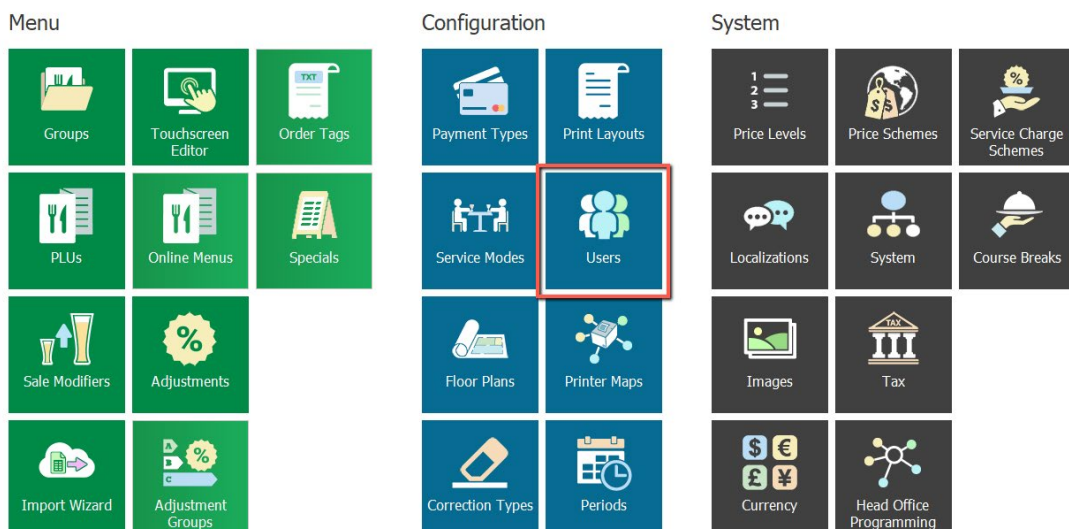 Menu
Configuration
System
TXT
Groups
Touchscreen
Editor
Order Tags
Payment Types
Print Layouts
1
2
3
Price Levels
$ $
Price Schemes
%
Service Charge
Schemes
PLUs
Online Menus
Specials
Service Modes
Users
Localizations
System
Course Breaks
Sale Modifiers
%
Adjustments
Floor Plans
Printer Maps
Images
TAX
Tax
Import Wizard
A
B
C
%
Adjustment
Groups
Correction Types
Periods
$ €
£ ¥
Currency
Head Office
Programming